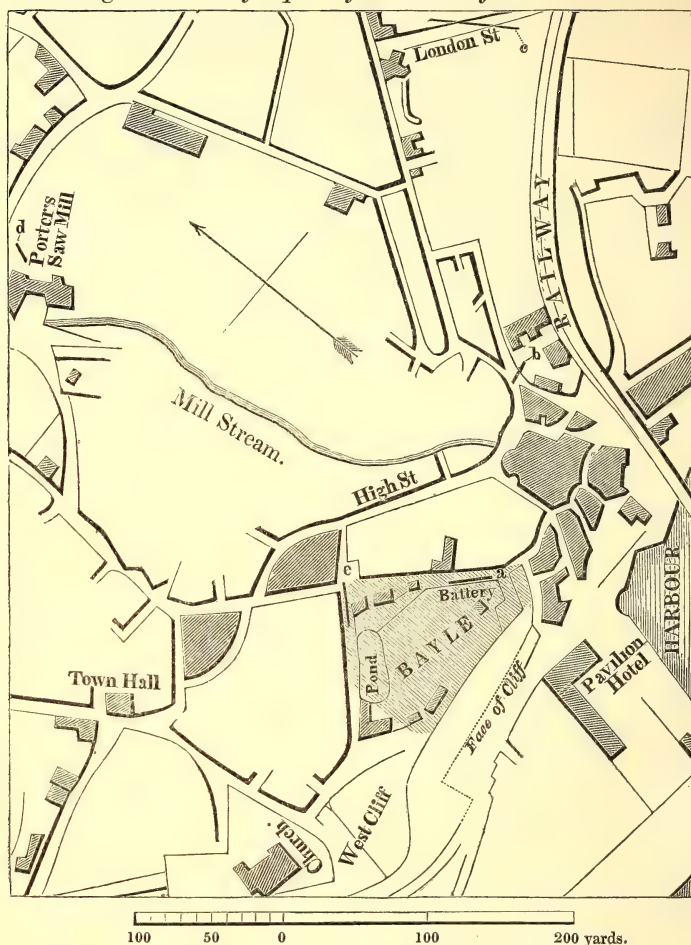 London St
e
d
Porter's
Saw Mill
RAILWAY
b
Mill Stream.
High St
c
a
Battery
BAYLE
Pond
HARBOUR
Pavilion
Hotel
Town Hall
Face of Cliff
West Cliff
Church
100 50 0 100 200 yards.